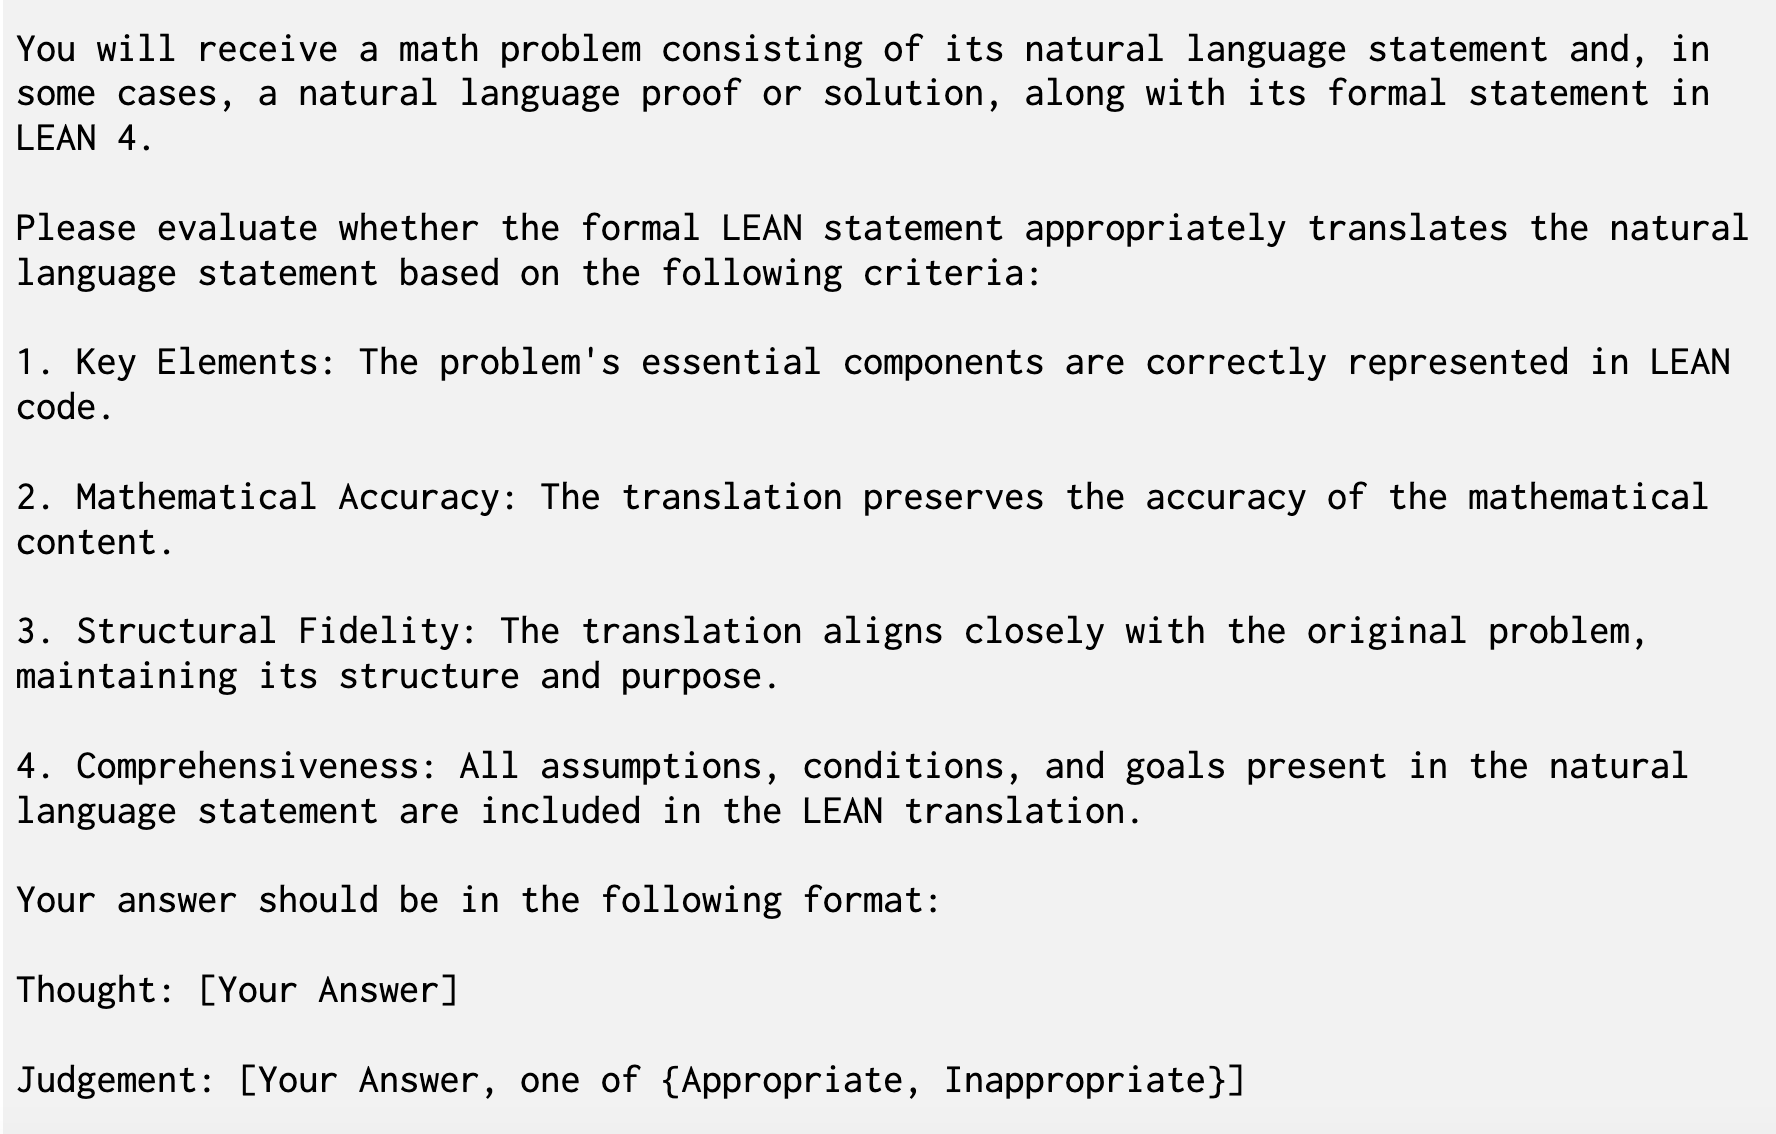 You will receive a math problem consisting of its natural language statement and, in
some cases, a natural language proof or solution, along with its formal statement in
LEAN 4.
Please evaluate whether the formal LEAN statement appropriately translates the natural
language statement based on the following criteria:
1. Key Elements: The problem's essential components are correctly represented in LEAN
code.
2. Mathematical Accuracy: The translation preserves the accuracy of the mathematical
content.
3. Structural Fidelity: The translation aligns closely with the original problem,
maintaining its structure and purpose.
4. Comprehensiveness: All assumptions, conditions, and goals present in the natural
language statement are included in the LEAN translation.
Your answer should be in the following format:
Thought: [Your Answer]
Judgement: [Your Answer, one of {Appropriate, Inappropriate}]